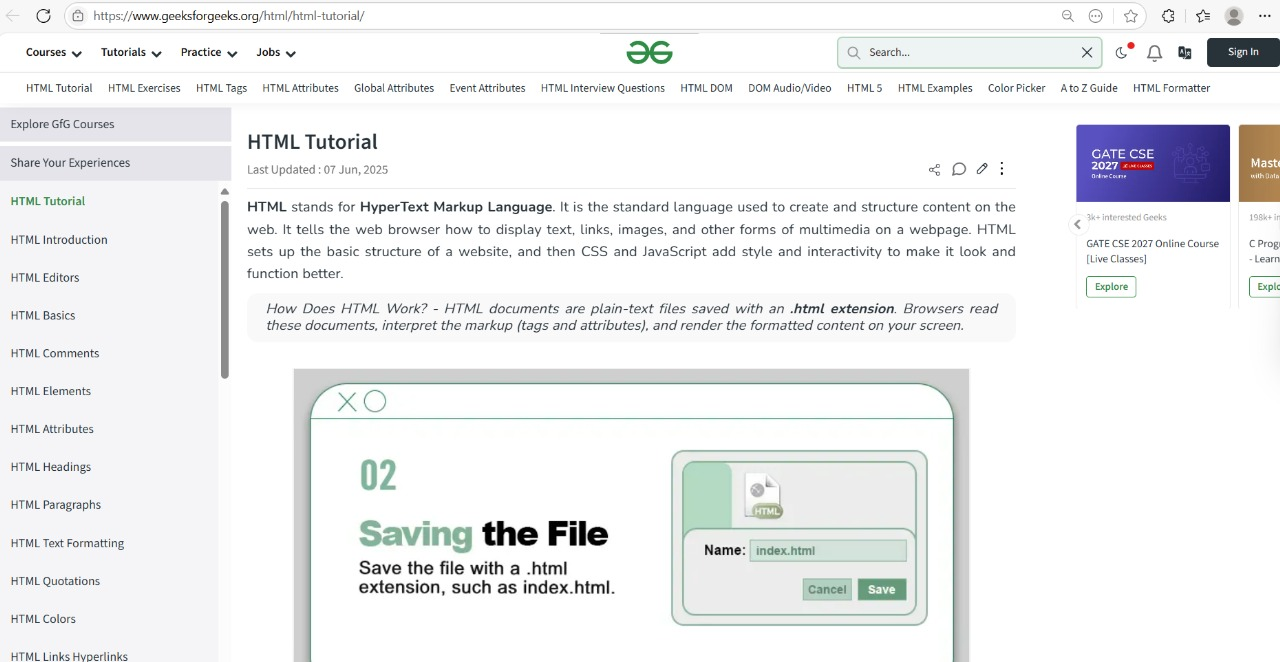 https://www.geeksforgeeks.org/html/html-tutorial/
Courses Tutorials Practice Jobs
Search...
Sign In
HTML Tutorial HTML Exercises HTML Tags HTML Attributes Global Attributes Event Attributes HTML Interview Questions HTML DOM DOM Audio/Video HTML 5 HTML Examples Color Picker A to Z Guide HTML Formatter
Explore GfG Courses
Share Your Experiences
HTML Tutorial
HTML Introduction
HTML Editors
HTML Basics
HTML Comments
HTML Elements
HTML Attributes
HTML Headings
HTML Paragraphs
HTML Text Formatting
HTML Quotations
HTML Colors
HTML Links Hyperlinks
HTML Tutorial
Last Updated : 07 Jun, 2025
HTML stands for HyperText Markup Language. It is the standard language used to create and structure content on the
web. It tells the web browser how to display text, links, images, and other forms of multimedia on a webpage. HTML
sets up the basic structure of a website, and then CSS and JavaScript add style and interactivity to make it look and
function better.
How Does HTML Work? - HTML documents are plain-text files saved with an .html extension. Browsers read
these documents, interpret the markup (tags and attributes), and render the formatted content on your screen.
02
Saving the File
Save the file with a .html
extension, such as index.html.
HTML
Name: index.html
Cancel Save
GATE CSE
2027 LIVE CLASSES
Online Course
3k+ interested Geeks
GATE CSE 2027 Online Course
[Live Classes]
Explore
Maste
with Data
198k+ in
C Prog
- Learn
Explo